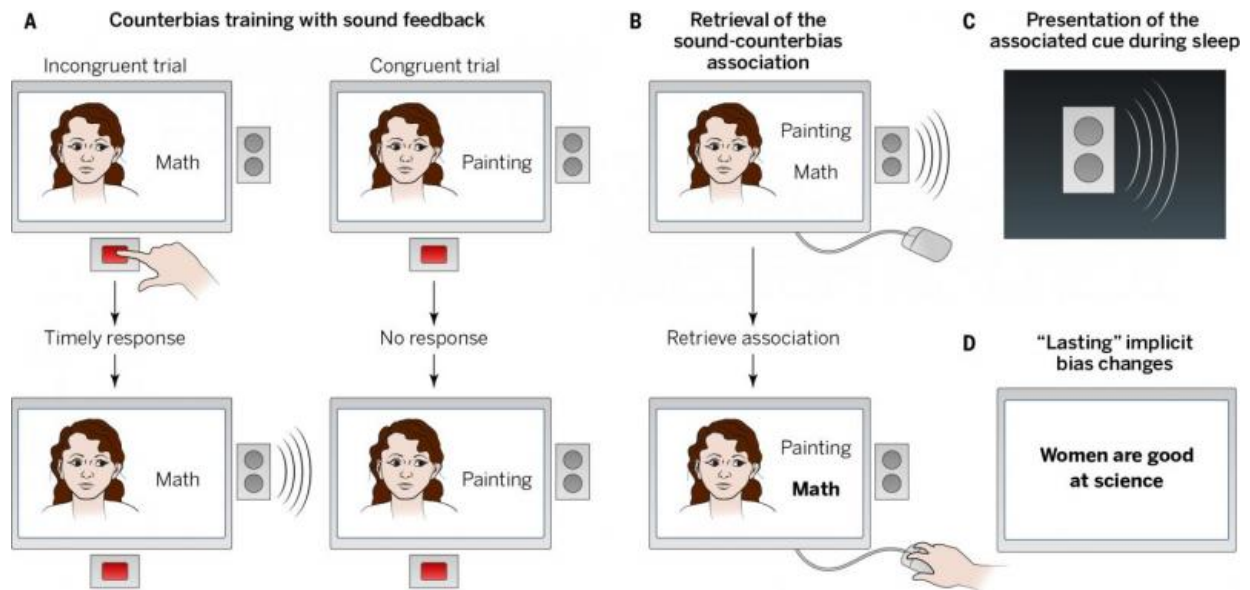 A
Counterbias training with sound feedback
Incongruent trial
Congruent trial
Math
Painting
Timely response
No response
Math
Painting
B
Retrieval of the
sound-counterbias
association
Painting
Math
Retrieve association
Painting
Math
C
Presentation of the
associated cue during sleep
D
“Lasting” implicit
bias changes
Women are good
at science